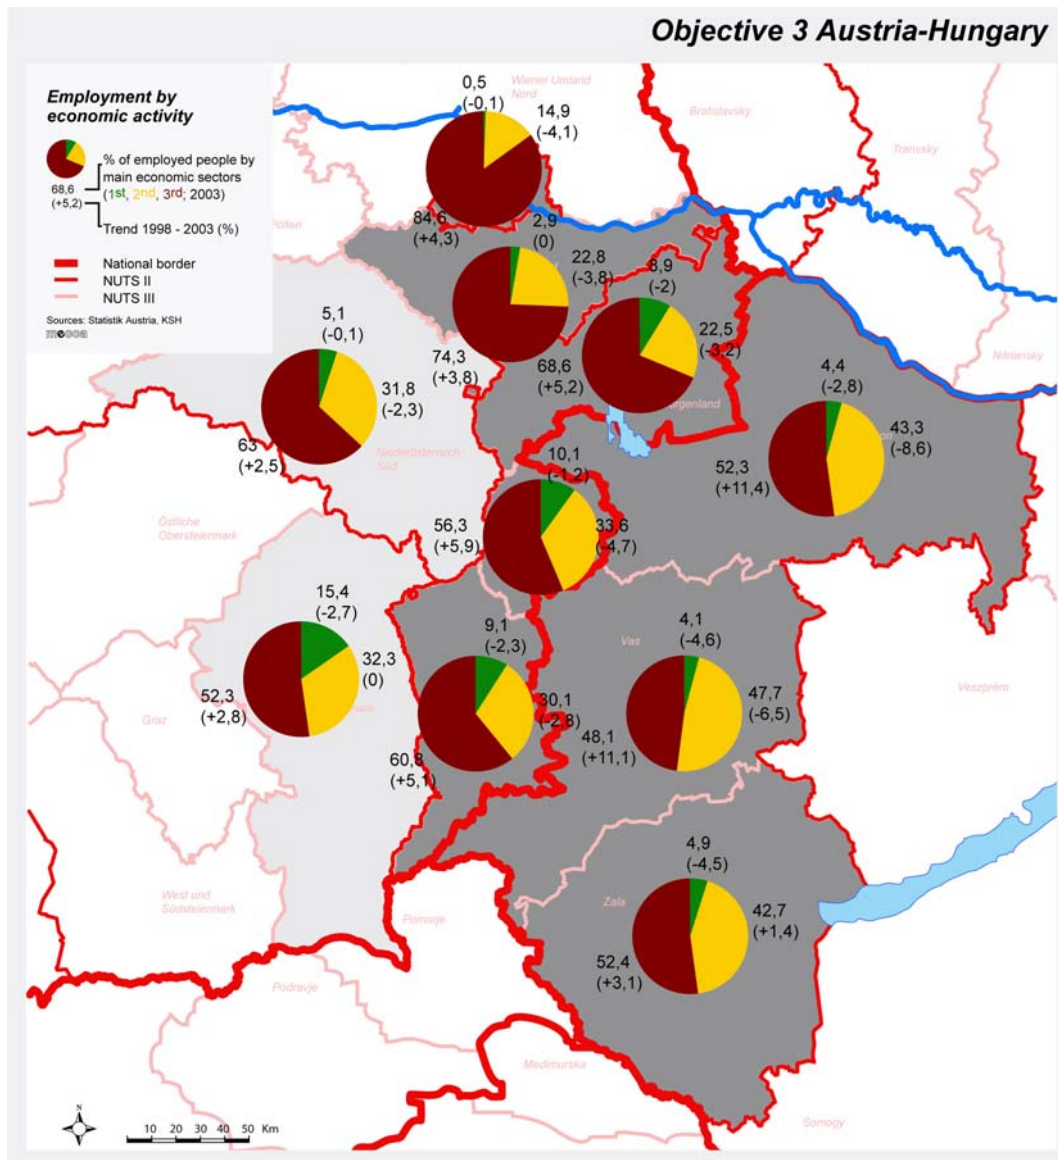 Objective 3 Austria-Hungary
Employment by
economic activity
% of employed people by
main economic sectors
(1st, 2nd, 3rd; 2003)
68,6
(+5,2)
Trend 1998 - 2003 (%)
National border
NUTS II
NUTS III
Sources: Statistik Austria, KSH
mecca
Wiener Umland
Nord
Bratislavsky
Trnavsky
Nitriansky
Pölten
0,5
(-0,1)
14,9
(-4,1)
84,6
(+4,3)
2,9
(0)
22,8
(-3,8)
74,3
(+3,8)
8,9
(-2)
22,5
(-3,2)
68,6
(+5,2)
rgenland
5,1
(-0,1)
31,8
(-2,3)
63
(+2,5)
Niederösterreich
Süd
4,4
(-2,8)
43,3
(-8,6)
52,3
(+11,4)
10,1
(-1,2)
33,6
(-4,7)
56,3
(+5,9)
Östliche
Obersteiermark
15,4
(-2,7)
32,3
(0)
52,3
(+2,8)
Graz
9,1
(-2,3)
30,1
(-2,8)
60,8
(+5,1)
Vas
4,1
(-4,6)
47,7
(-6,5)
48,1
(+11,1)
Veszprém
West und
Südsteiermark
Pomurje
Zala
4,9
(-4,5)
42,7
(+1,4)
52,4
(+3,1)
Podravje
Medimurska
Somogy
N
10 20 30 40 50 Km